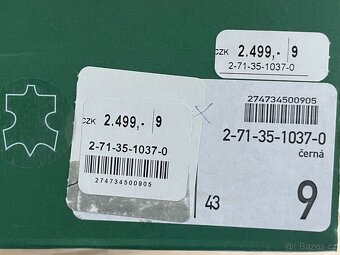 CZK 2.499,- 9
2-71-35-1037-0
274734500905
2-71-35-1037-0
černá
43
9
CZK 2.499,- 9
2-71-35-1037-0
274734500905
Bazoš.cz